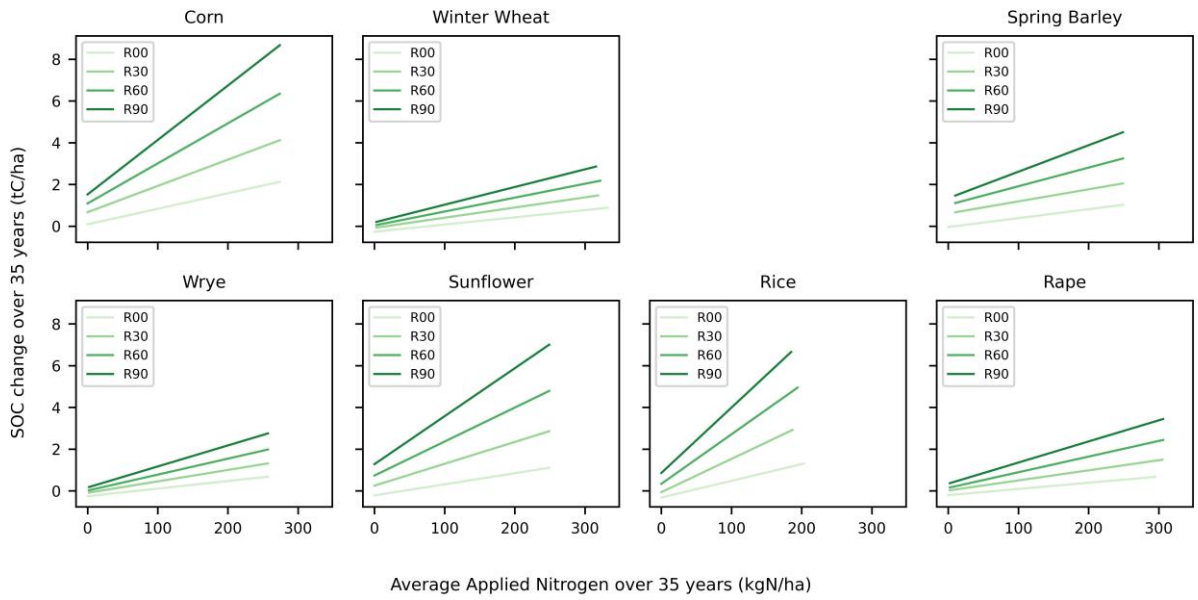 Corn
Winter Wheat
Spring Barley
R00
R30
R60
R90
R00
R30
R60
R90
R00
R30
R60
R90
8
6
4
2
0
Wrye
Sunflower
Rice
Rape
R00
R30
R60
R90
R00
R30
R60
R90
R00
R30
R60
R90
R00
R30
R60
R90
8
6
4
2
0
0 100 200 300
0 100 200 300
0 100 200 300
0 100 200 300
SOC change over 35 years (tC/ha)
Average Applied Nitrogen over 35 years (kgN/ha)